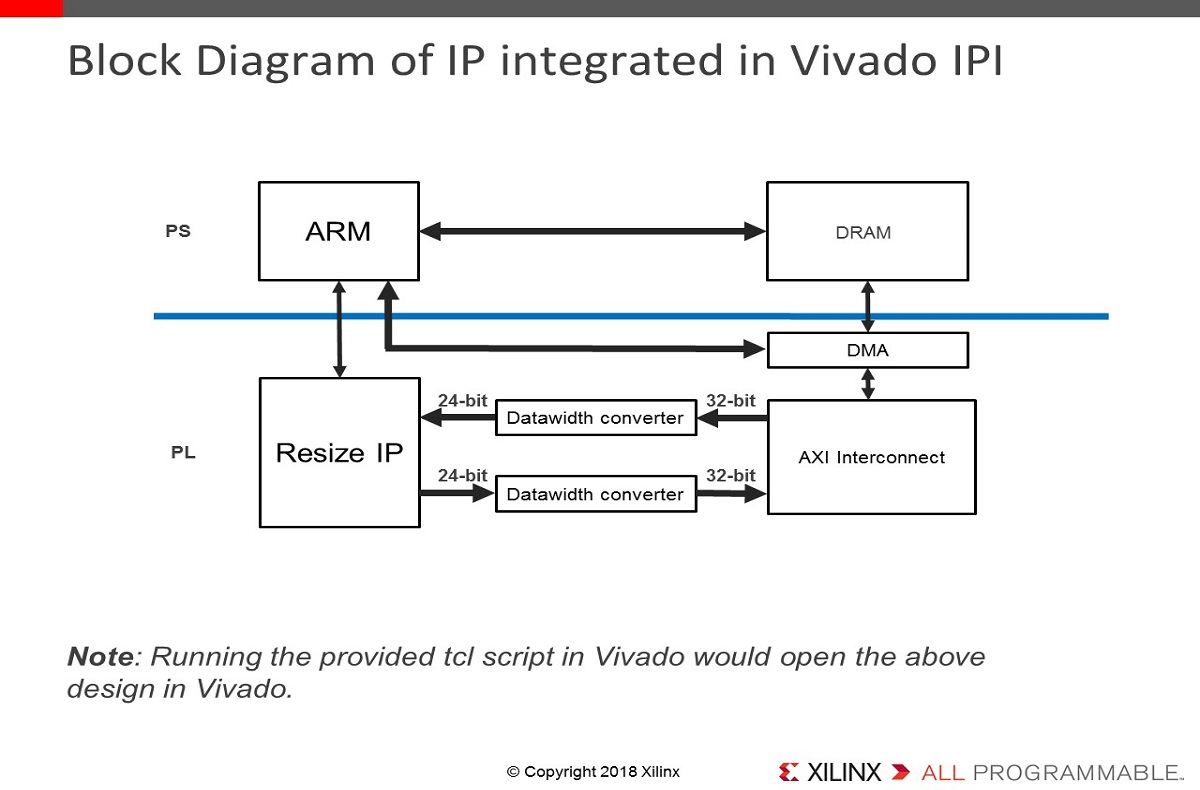 Block Diagram of IP integrated in Vivado IPI
PS
ARM
DRAM
DMA
24-bit
32-bit
Datawidth converter
PL
Resize IP
AXI Interconnect
24-bit
32-bit
Datawidth converter
Note: Running the provided tcl script in Vivado would open the above
design in Vivado.
© Copyright 2018 Xilinx
XILINX ALL PROGRAMMABLE™